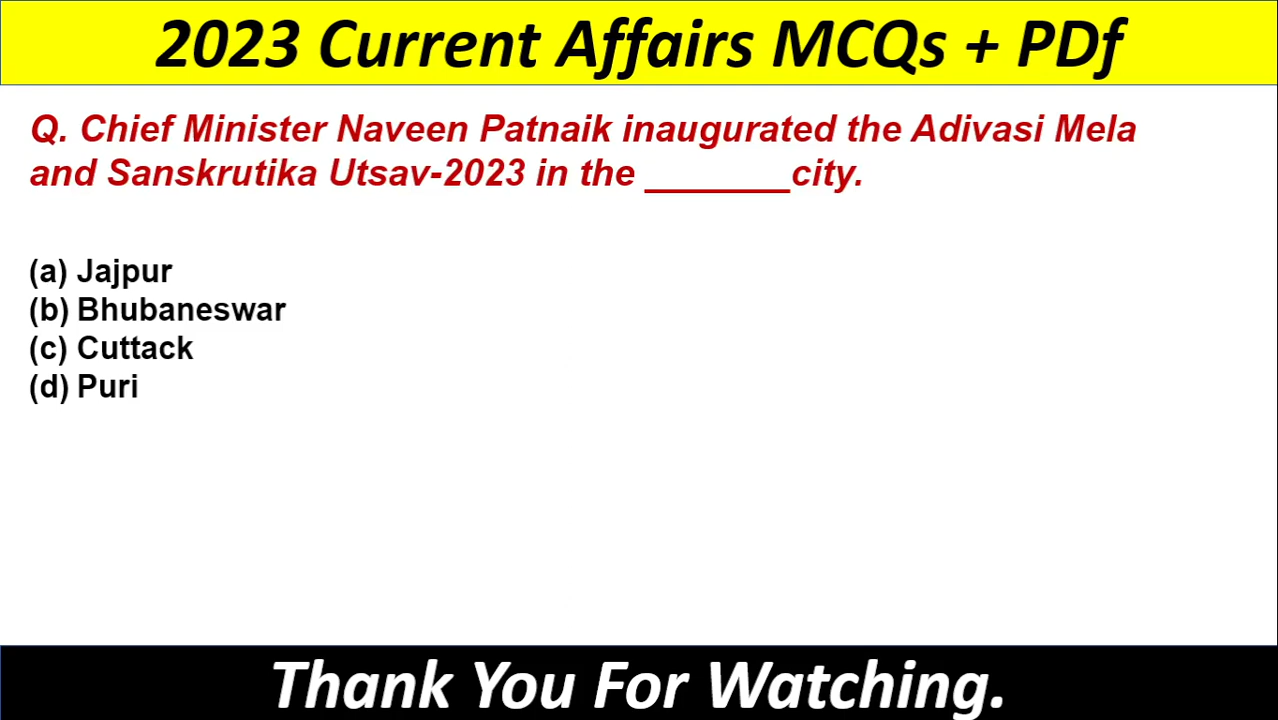 2023 Current Affairs MCQs + PDf
Q. Chief Minister Naveen Patnaik inaugurated the Adivasi Mela
and Sanskrutika Utsav-2023 in the _______city.
(a) Jajpur
(b) Bhubaneswar
(c) Cuttack
(d) Puri
Thank You For Watching.